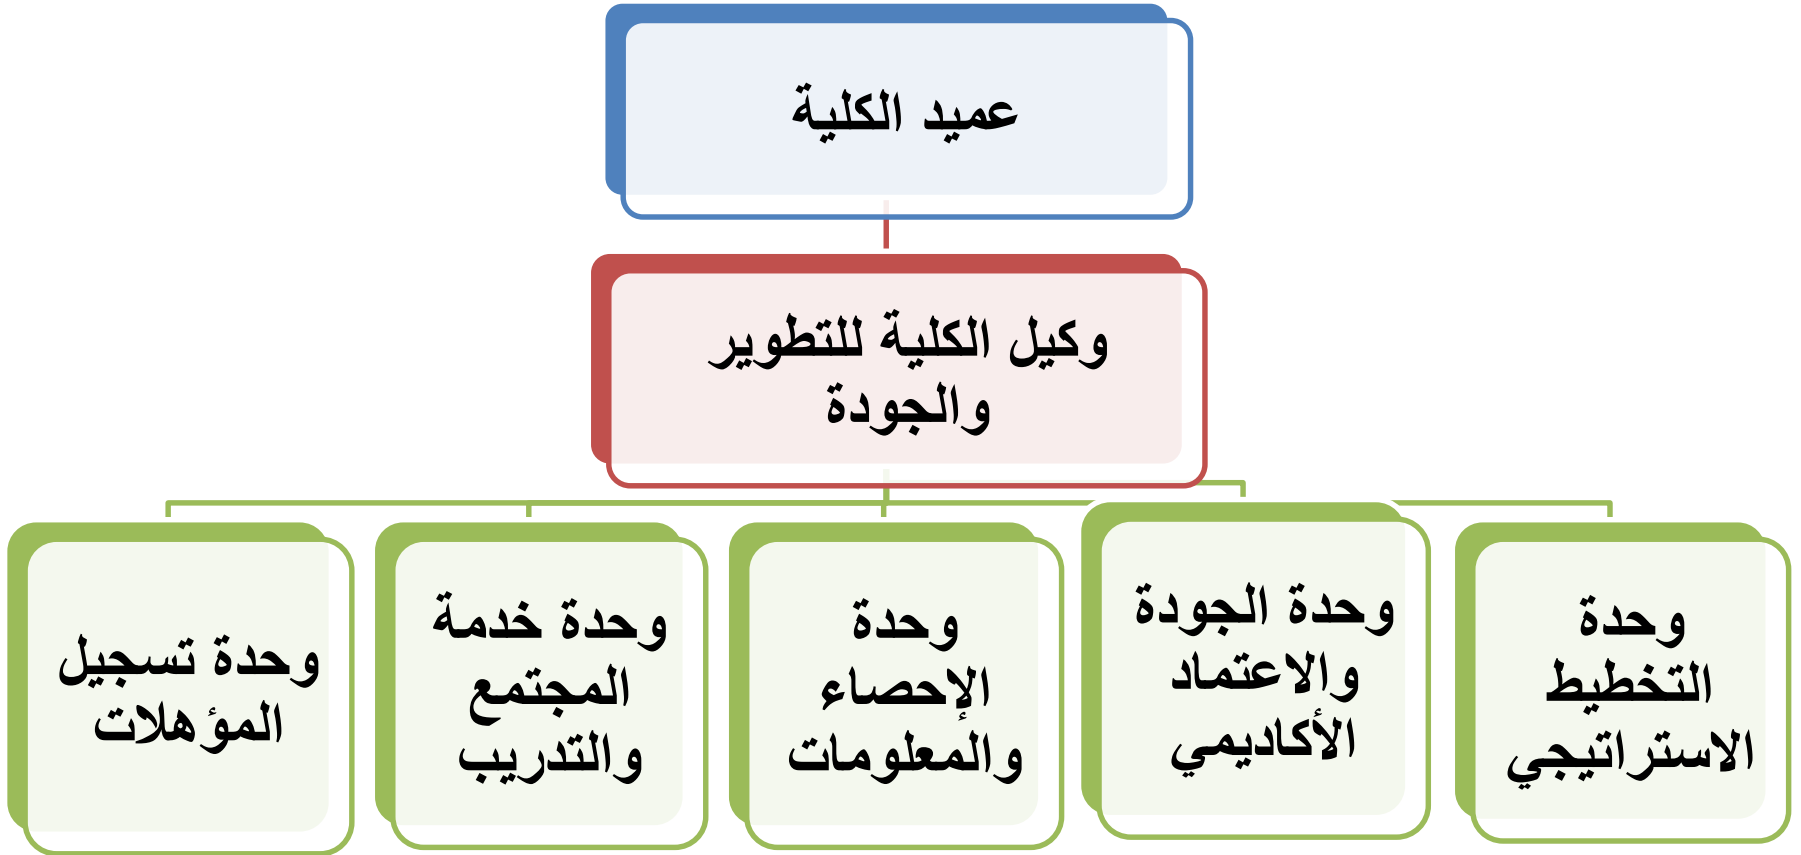 عميد الكلية
وكيل الكلية للتطوير
والجودة
وحدة
التخطيط
الاستراتيجي
وحدة الجودة
والاعتماد
الأكاديمي
وحدة
الإحصاء
والمعلومات
وحدة خدمة
المجتمع
والتدريب
وحدة تسجيل
المؤهلات